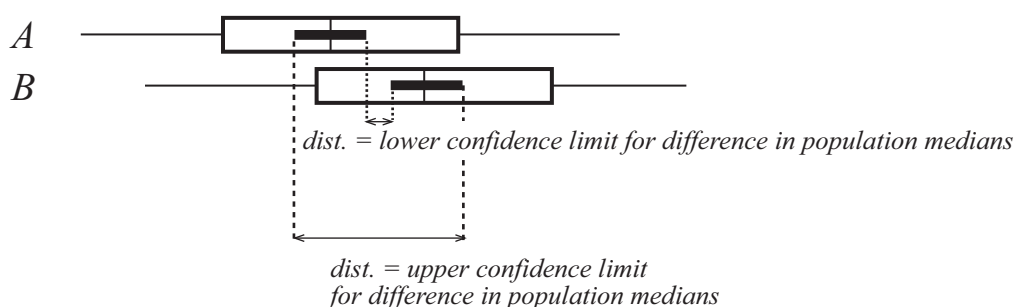 A
B
dist. = lower confidence limit for difference in population medians
dist. = upper confidence limit
for difference in population medians